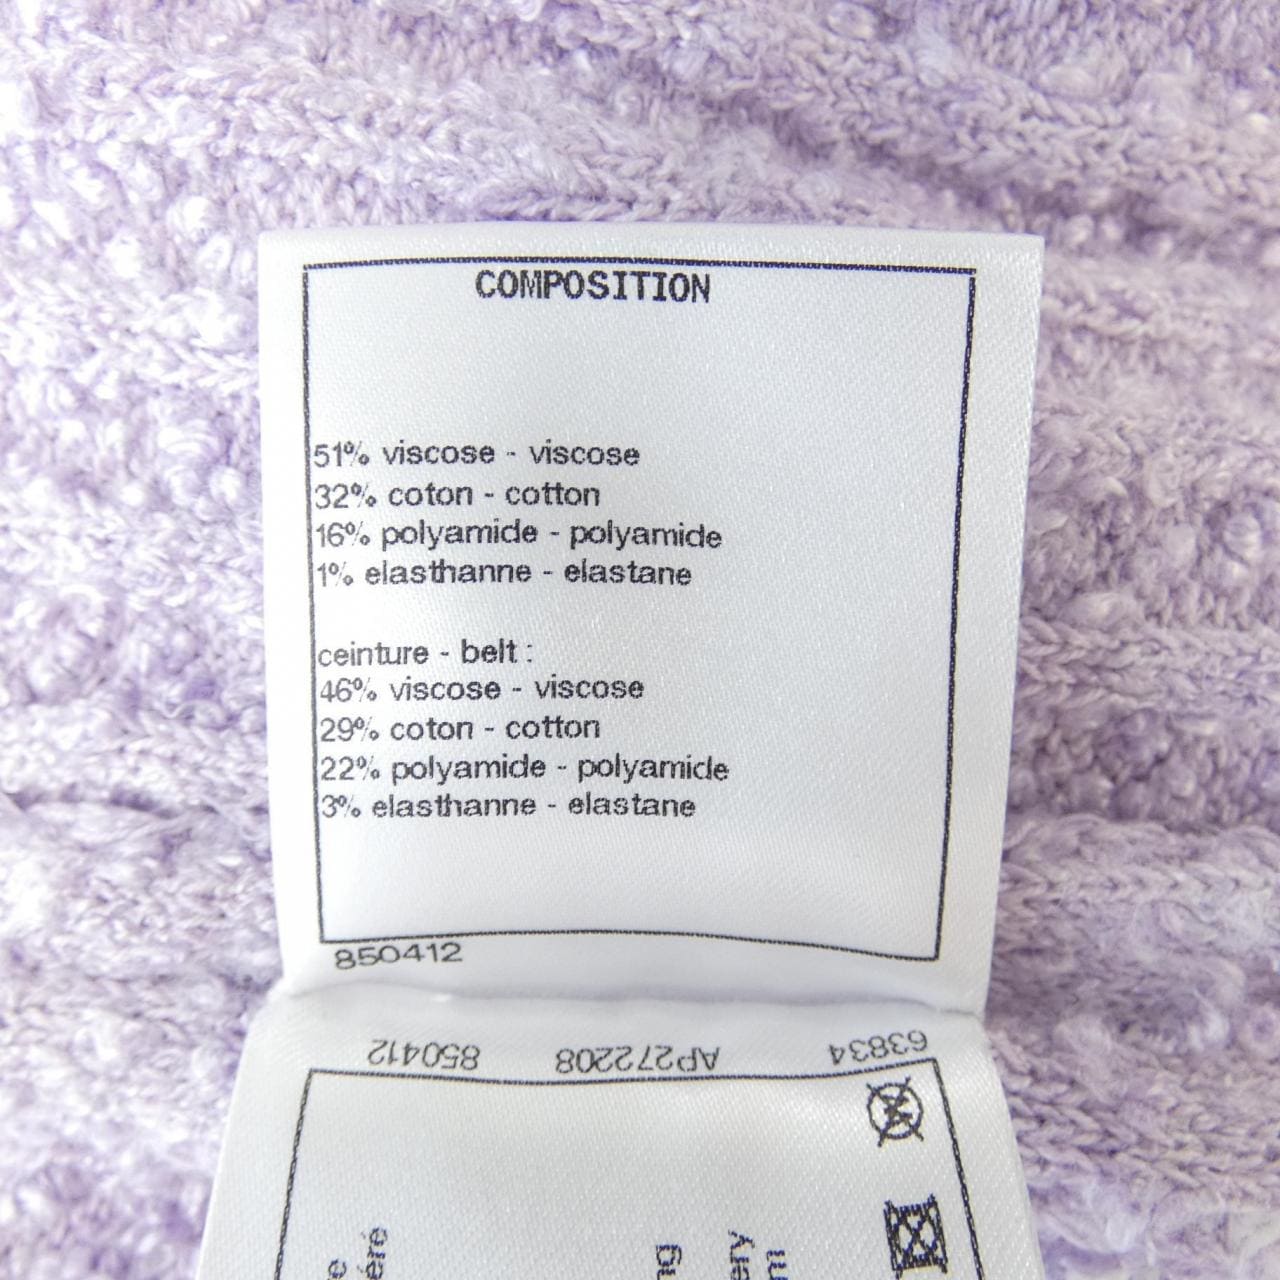 COMPOSITION
51% viscose - viscose
32% coton - cotton
16% polyamide - polyamide
1% elasthanne - elastane
ceinture - belt :
46% viscose - viscose
29% coton - cotton
22% polyamide - polyamide
3% elasthanne - elastane
850412
63834 AP272208 850412